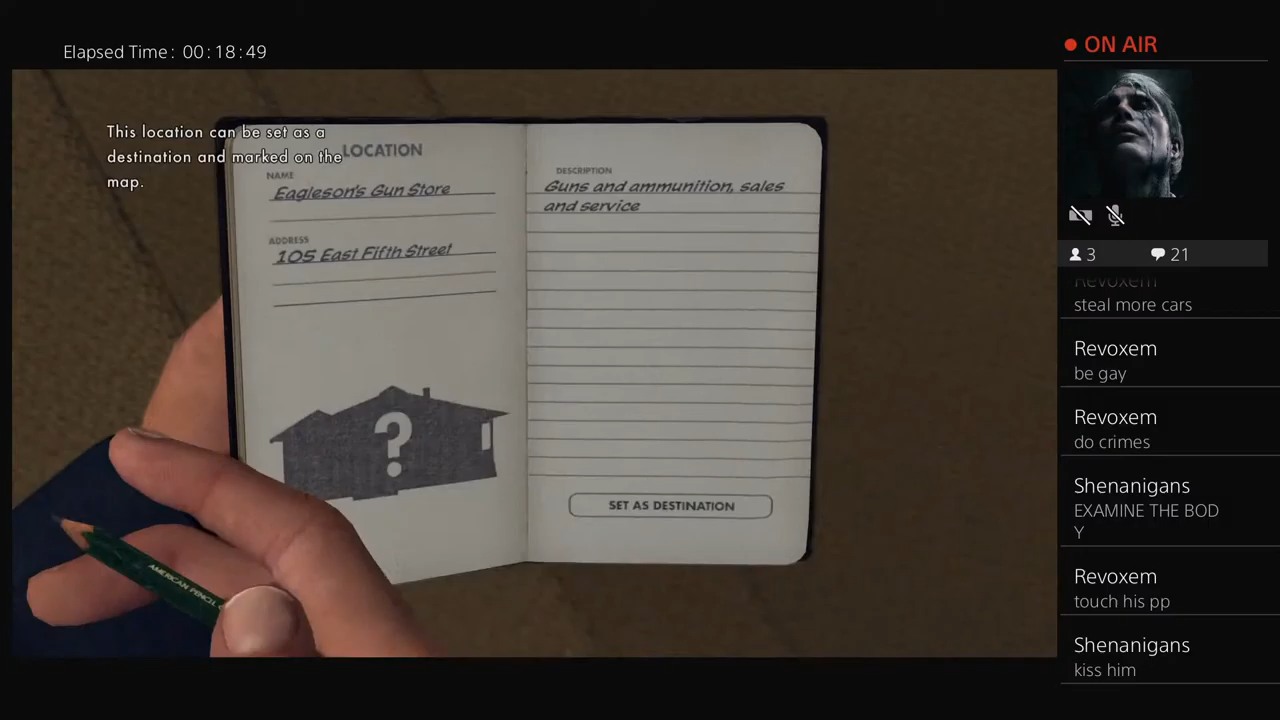 Elapsed Time: 00:18:49
ON AIR
This location can be set as a
destination and marked on the
map.
LOCATION
NAME
Eagleson's Gun Store
ADDRESS
105 East Fifth Street
?
DESCRIPTION
Guns and ammunition, sales
and service
SET AS DESTINATION
AMERICAN PENCIL
3
21
Revoxem
steal more cars
Revoxem
be gay
Revoxem
do crimes
Shenanigans
EXAMINE THE BOD
Y
Revoxem
touch his pp
Shenanigans
kiss him